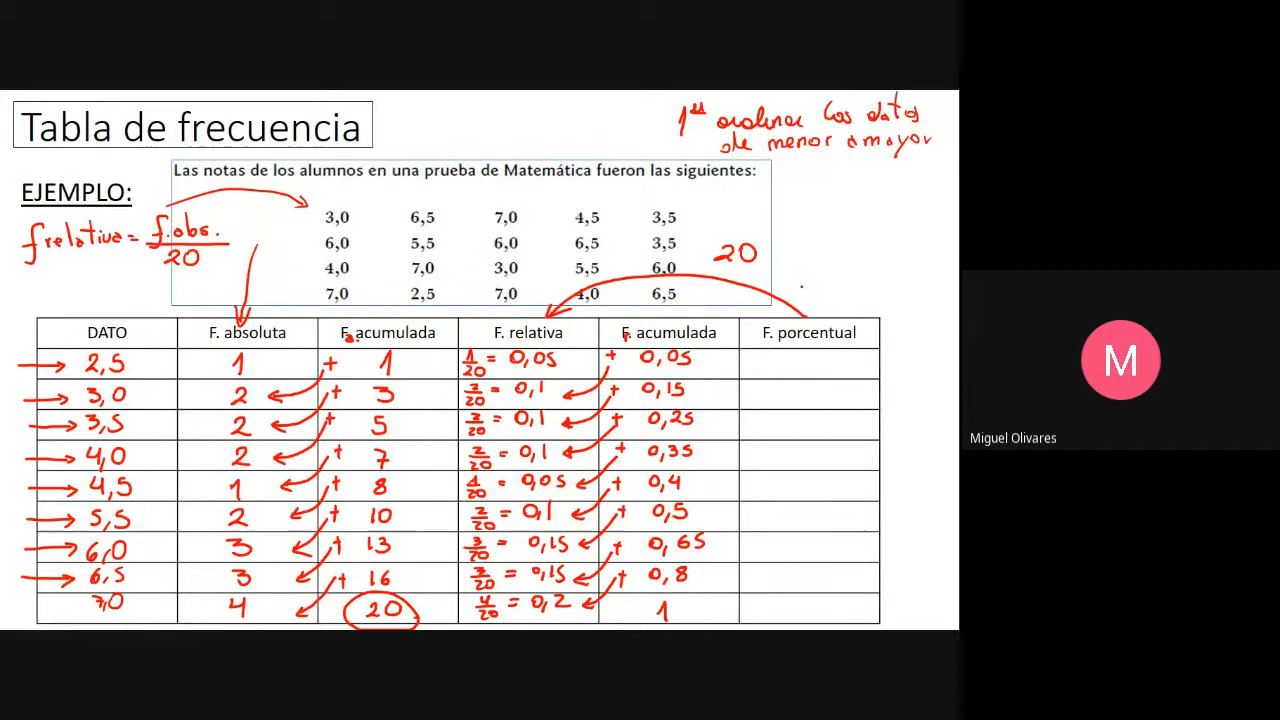 Tabla de frecuencia
1º ordenar los datos
de menor a mayor
Las notas de los alumnos en una prueba de Matemática fueron las siguientes:
EJEMPLO:
f relativa = f.abs. / 20
3,0 6,5 7,0 4,5 3,5
6,0 5,5 6,0 6,5 3,5
4,0 7,0 3,0 5,5 6,0
7,0 2,5 7,0 4,0 6,5
20
DATO F. absoluta F. acumulada F. relativa F. acumulada F. porcentual
2,5 1 + 1 1/20 = 0,05 + 0,05
3,0 2 + 3 2/20 = 0,1 + 0,15
3,5 2 + 5 2/20 = 0,1 + 0,25
4,0 2 + 7 2/20 = 0,1 + 0,35
4,5 1 + 8 1/20 = 0,05 + 0,4
5,5 2 + 10 2/20 = 0,1 + 0,5
6,0 3 + 13 3/20 = 0,15 + 0,65
6,5 3 + 16 3/20 = 0,15 + 0,8
7,0 4 20 4/20 = 0,2 1
M
Miguel Olivares